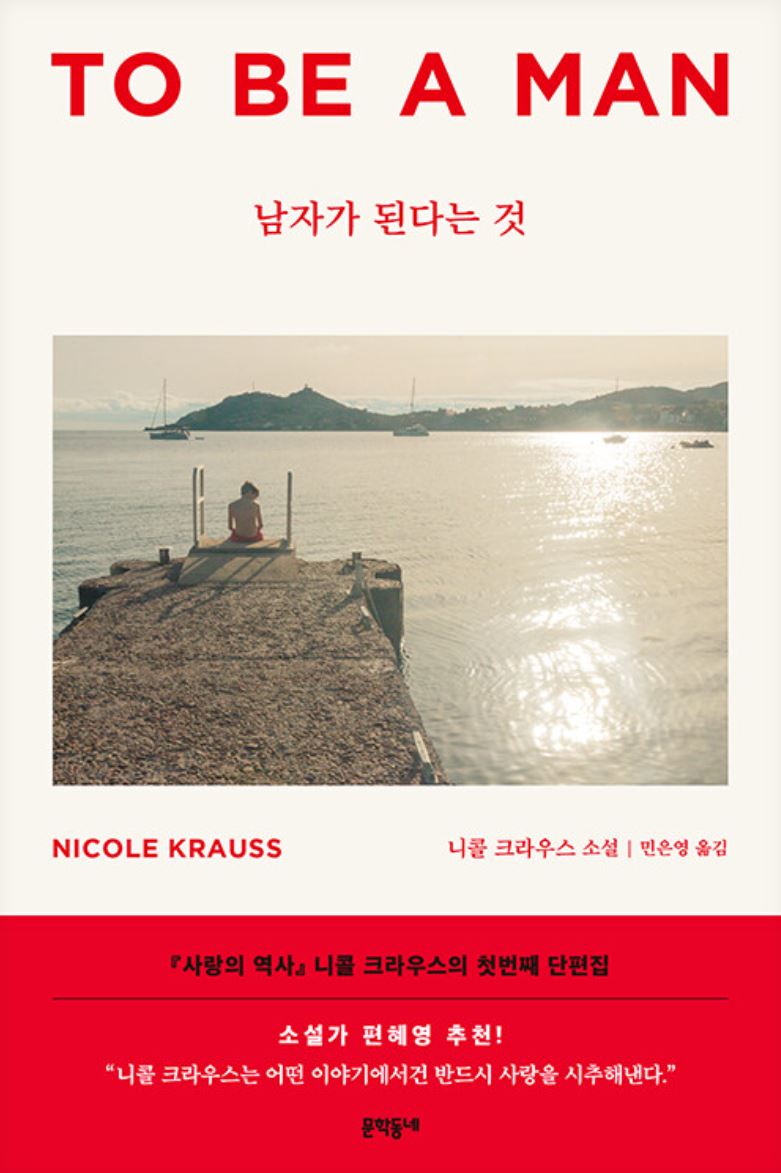 TO BE A MAN
남자가 된다는 것
NICOLE KRAUSS
니콜 크라우스 소설 | 민은영 옮김
『사랑의 역사』 니콜 크라우스의 첫번째 단편집
소설가 편혜영 추천!
“니콜 크라우스는 어떤 이야기에서건 반드시 사랑을 시추해낸다.”
문학동네